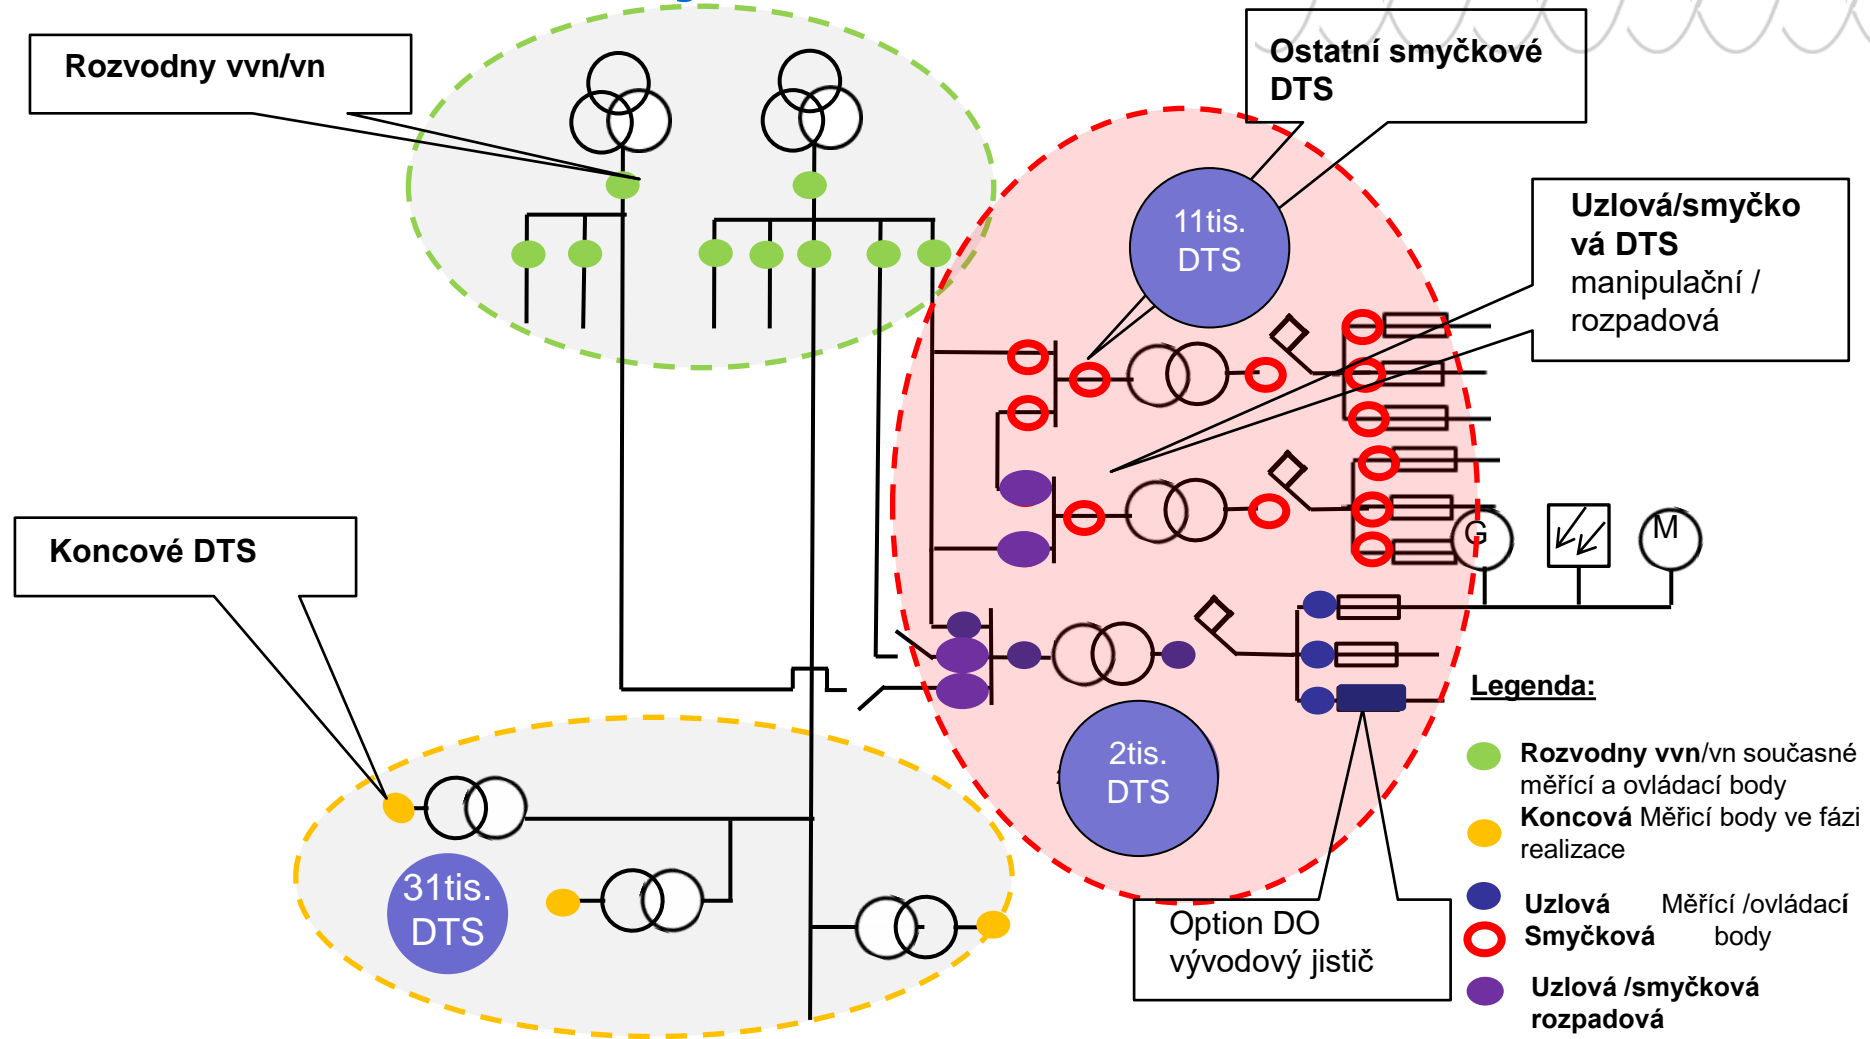 Rozvodny vvn/vn
Ostatní smyčkové
DTS
11tis.
DTS
Uzlová/smyčko
vá DTS
manipulační /
rozpadová
Koncové DTS
G
M
2tis.
DTS
31tis.
DTS
Option DO
vývodový jistič
Legenda:
Rozvodny vvn/vn současné
měřící a ovládací body
Koncová Měřicí body ve fázi
realizace
Uzlová Měřící /ovládací
Smyčková body
Uzlová /smyčková
rozpadová